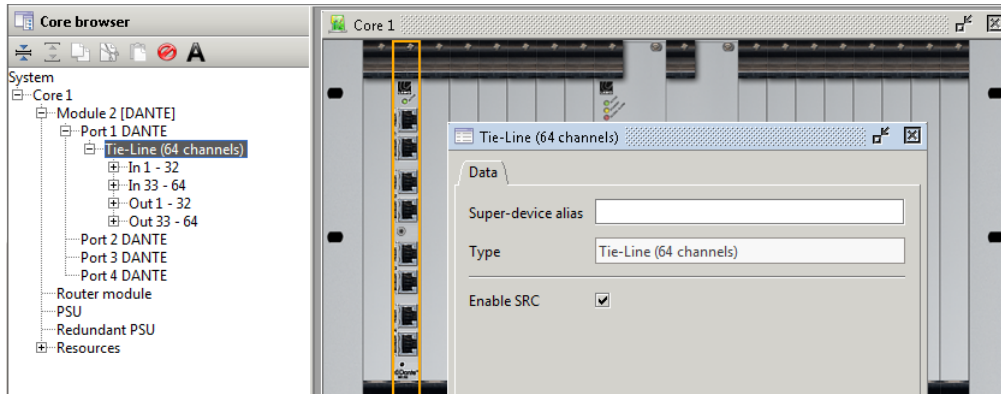 Core browser
A
System
Core 1
Module 2 [DANTE]
Port 1 DANTE
Tie-Line (64 channels)
In 1 - 32
In 33 - 64
Out 1 - 32
Out 33 - 64
Port 2 DANTE
Port 3 DANTE
Port 4 DANTE
Router module
PSU
Redundant PSU
Resources
Core 1
Dante
Tie-Line (64 channels)
Data
Super-device alias
Type
Tie-Line (64 channels)
Enable SRC